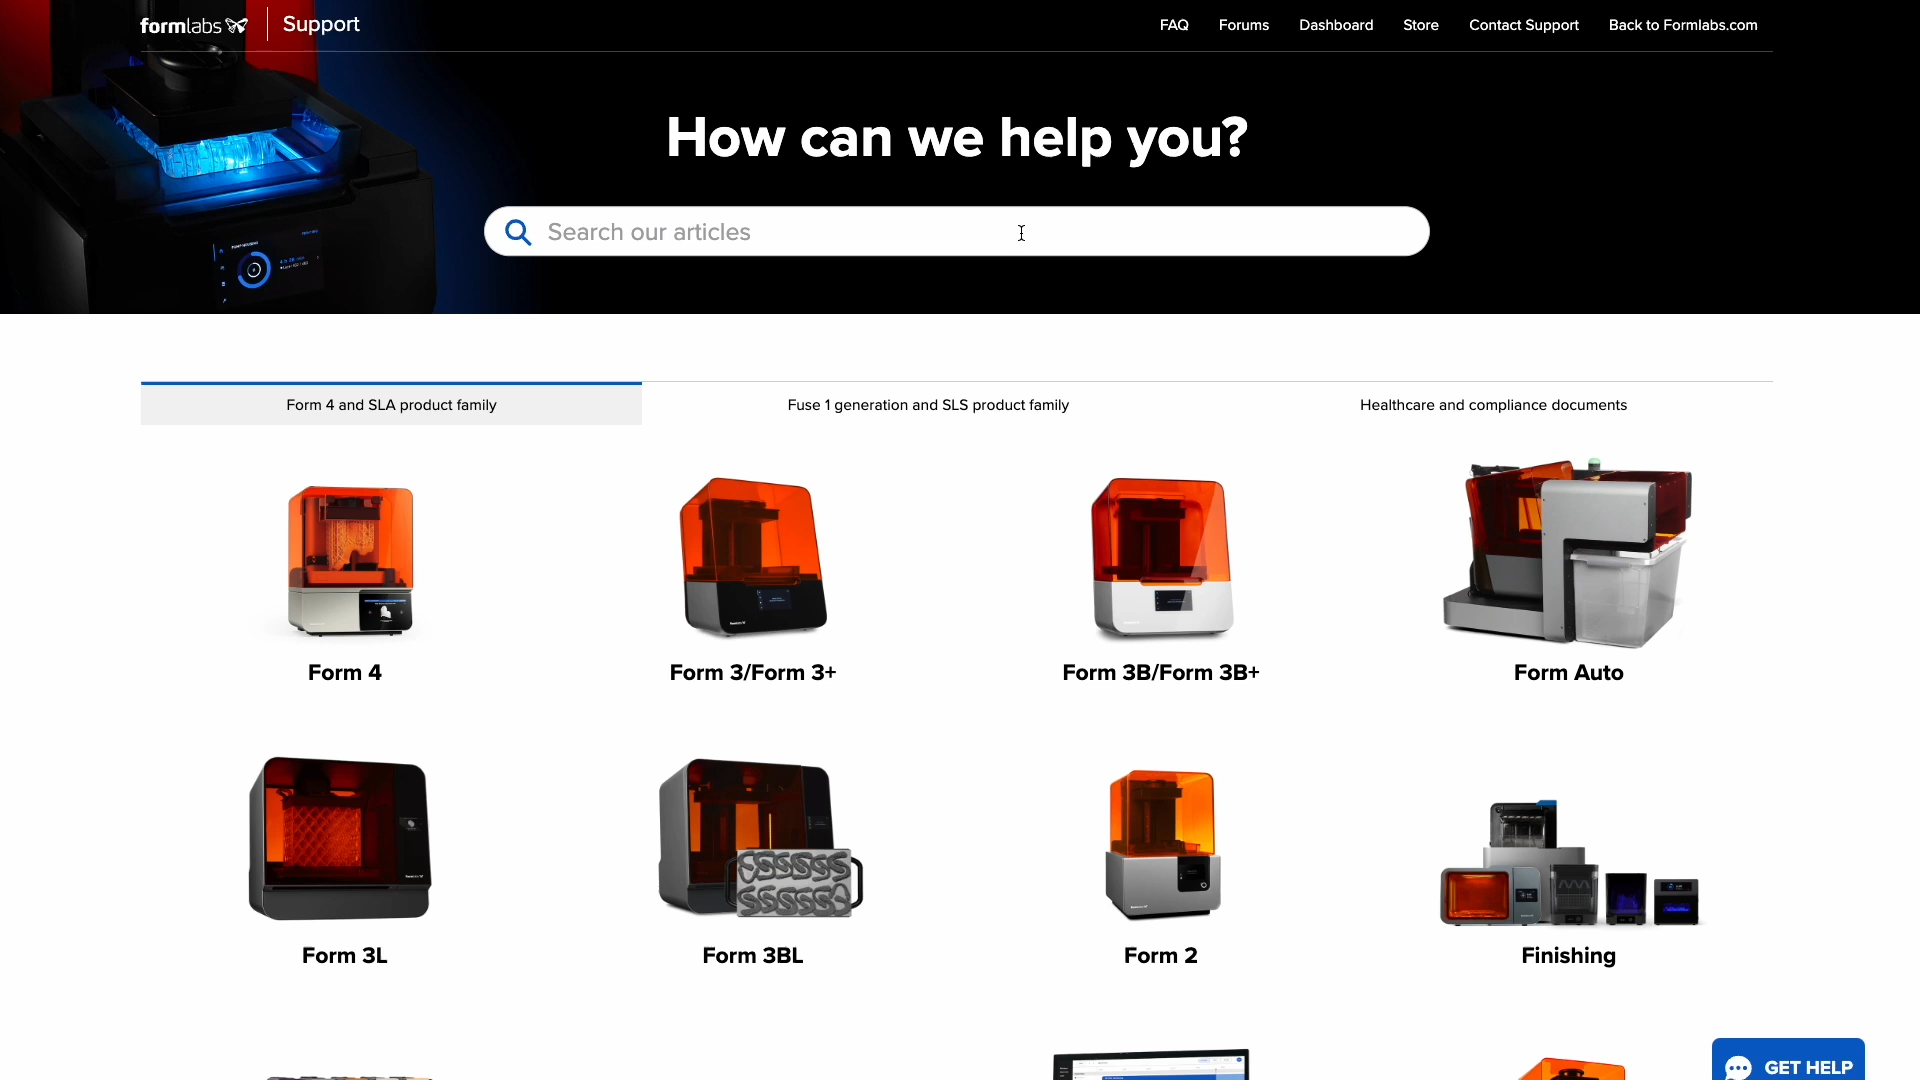 formlabs
Support
FAQ
Forums
Dashboard
Store
Contact Support
Back to Formlabs.com
How can we help you?
Search our articles
Form 4 and SLA product family
Fuse 1 generation and SLS product family
Healthcare and compliance documents
Form 4
Form 3/Form 3+
Form 3B/Form 3B+
Form Auto
Form 3L
Form 3BL
Form 2
Finishing
GET HELP